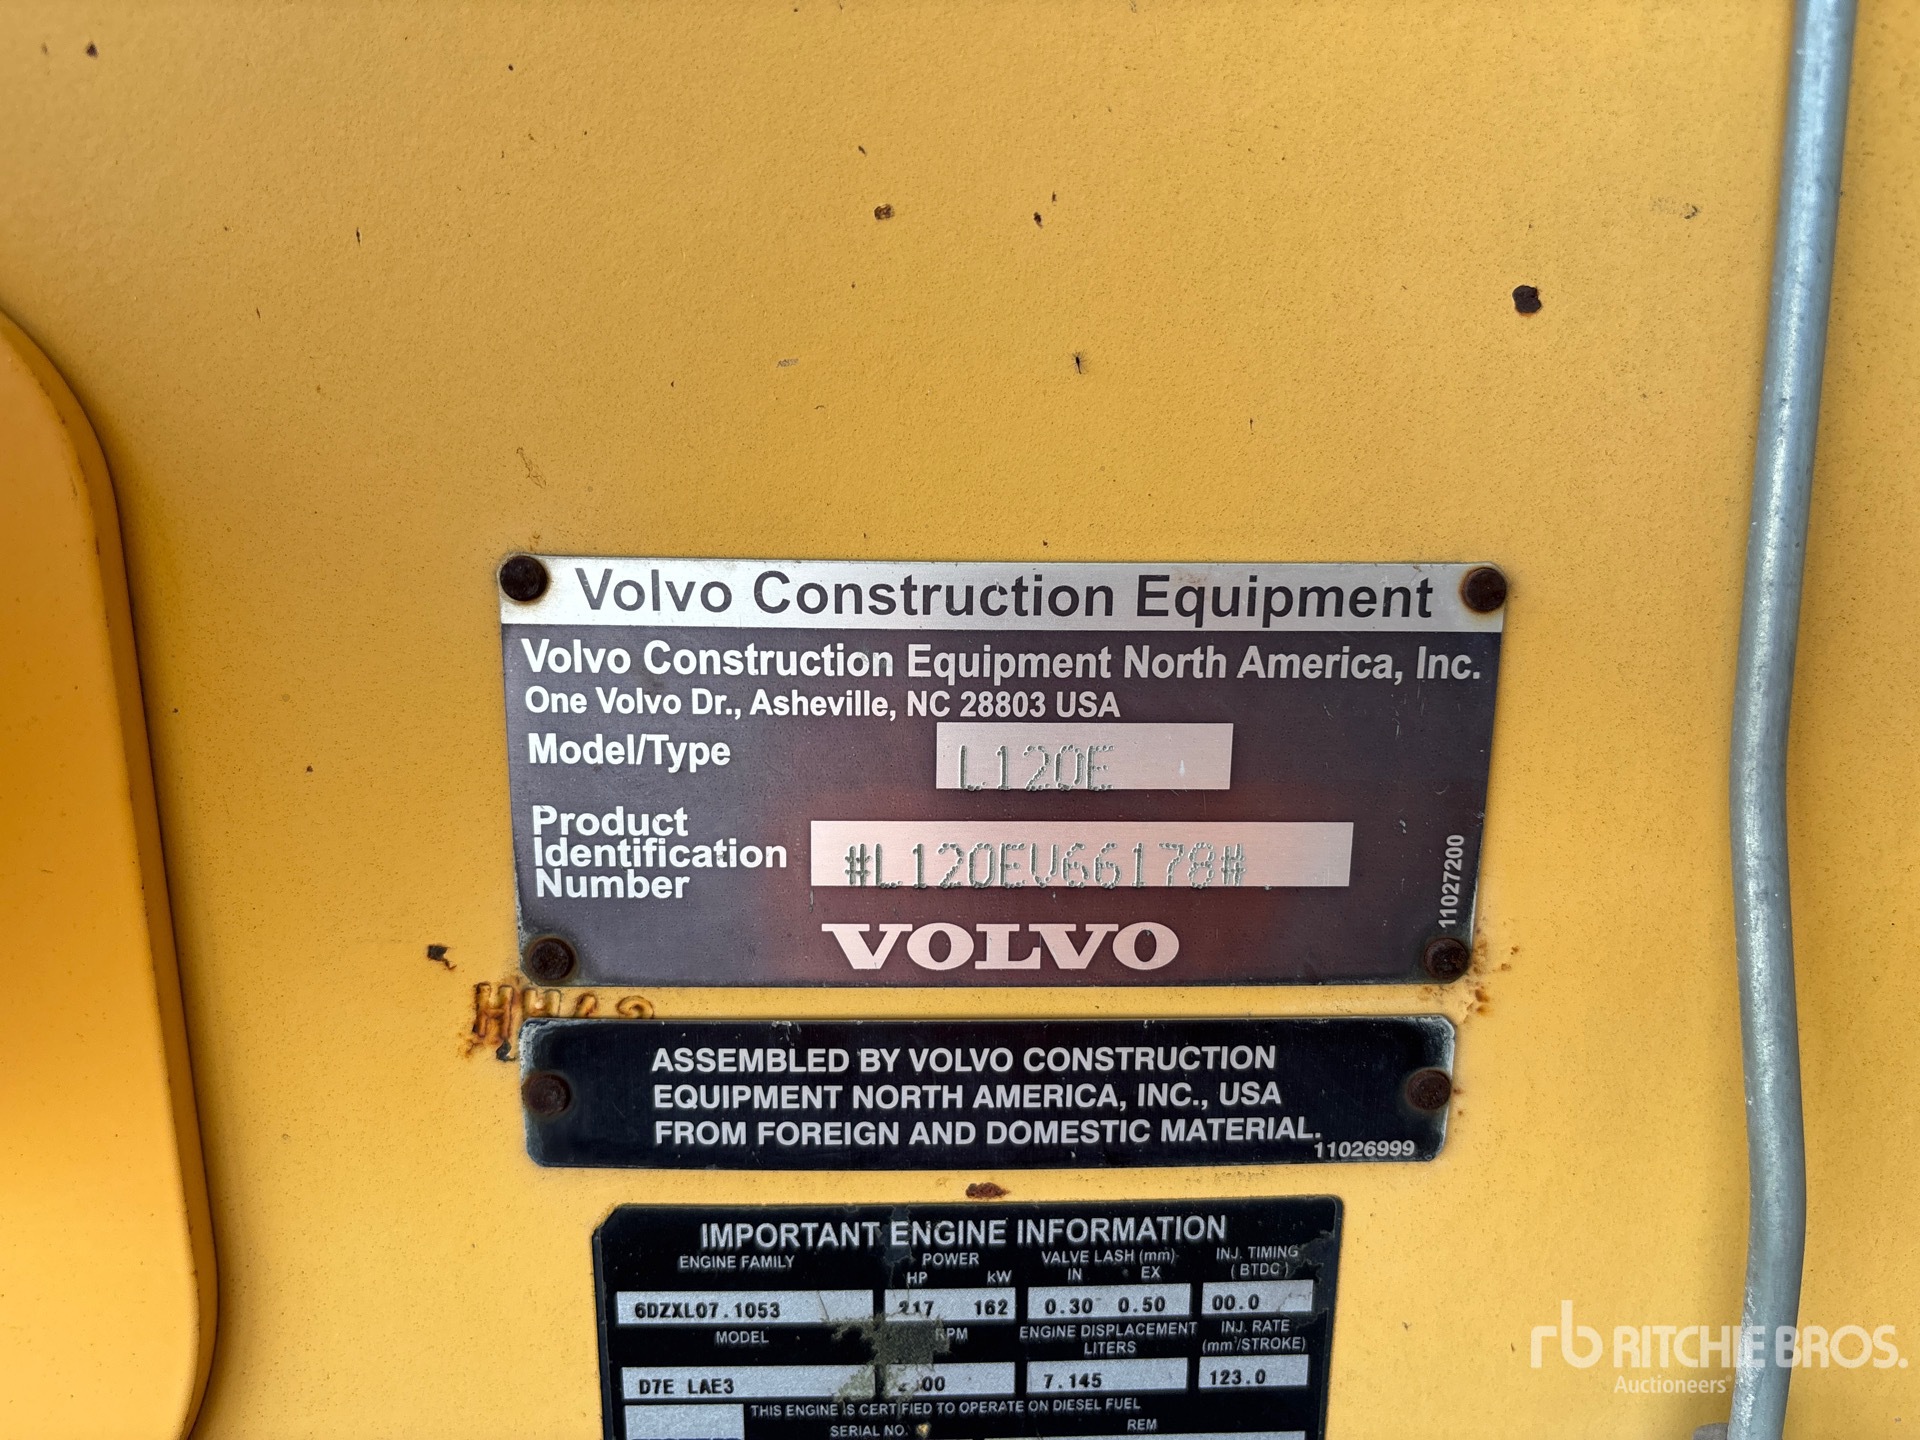 Volvo Construction Equipment
Volvo Construction Equipment North America, Inc.
One Volvo Dr., Asheville, NC 28803 USA
Model/Type L120E
Product
Identification
Number
#L120EV66178#
11027200
VOLVO
ASSEMBLED BY VOLVO CONSTRUCTION
EQUIPMENT NORTH AMERICA, INC., USA
FROM FOREIGN AND DOMESTIC MATERIAL.
11026999
IMPORTANT ENGINE INFORMATION
ENGINE FAMILY POWER VALVE LASH (mm) INJ. TIMING
HP kW IN EX (BTDC)
6DZXL07.1053 217 162 0.30 0.50 00.0
MODEL RPM ENGINE DISPLACEMENT INJ. RATE
LITERS (mm³/STROKE)
D7E LAE3 7.145 123.0
THIS ENGINE IS CERTIFIED TO OPERATE ON DIESEL FUEL
SERIAL NO. REM
rb RITCHIE BROS.
Auctioneers